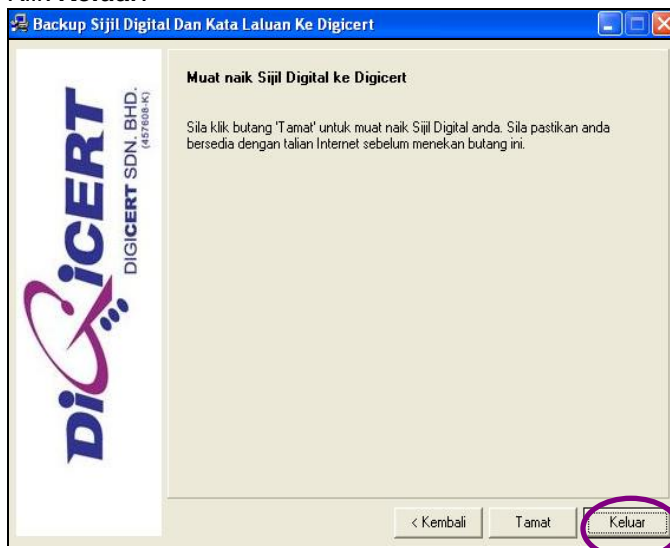 Backup Sijil Digital Dan Kata Laluan Ke Digicert
DIGICERT
DIGICERT SDN. BHD.
(457608-K)
Muat naik Sijil Digital ke Digicert
Sila klik butang 'Tamat' untuk muat naik Sijil Digital anda. Sila pastikan anda
bersedia dengan talian Internet sebelum menekan butang ini.
< Kembali
Tamat
Keluar